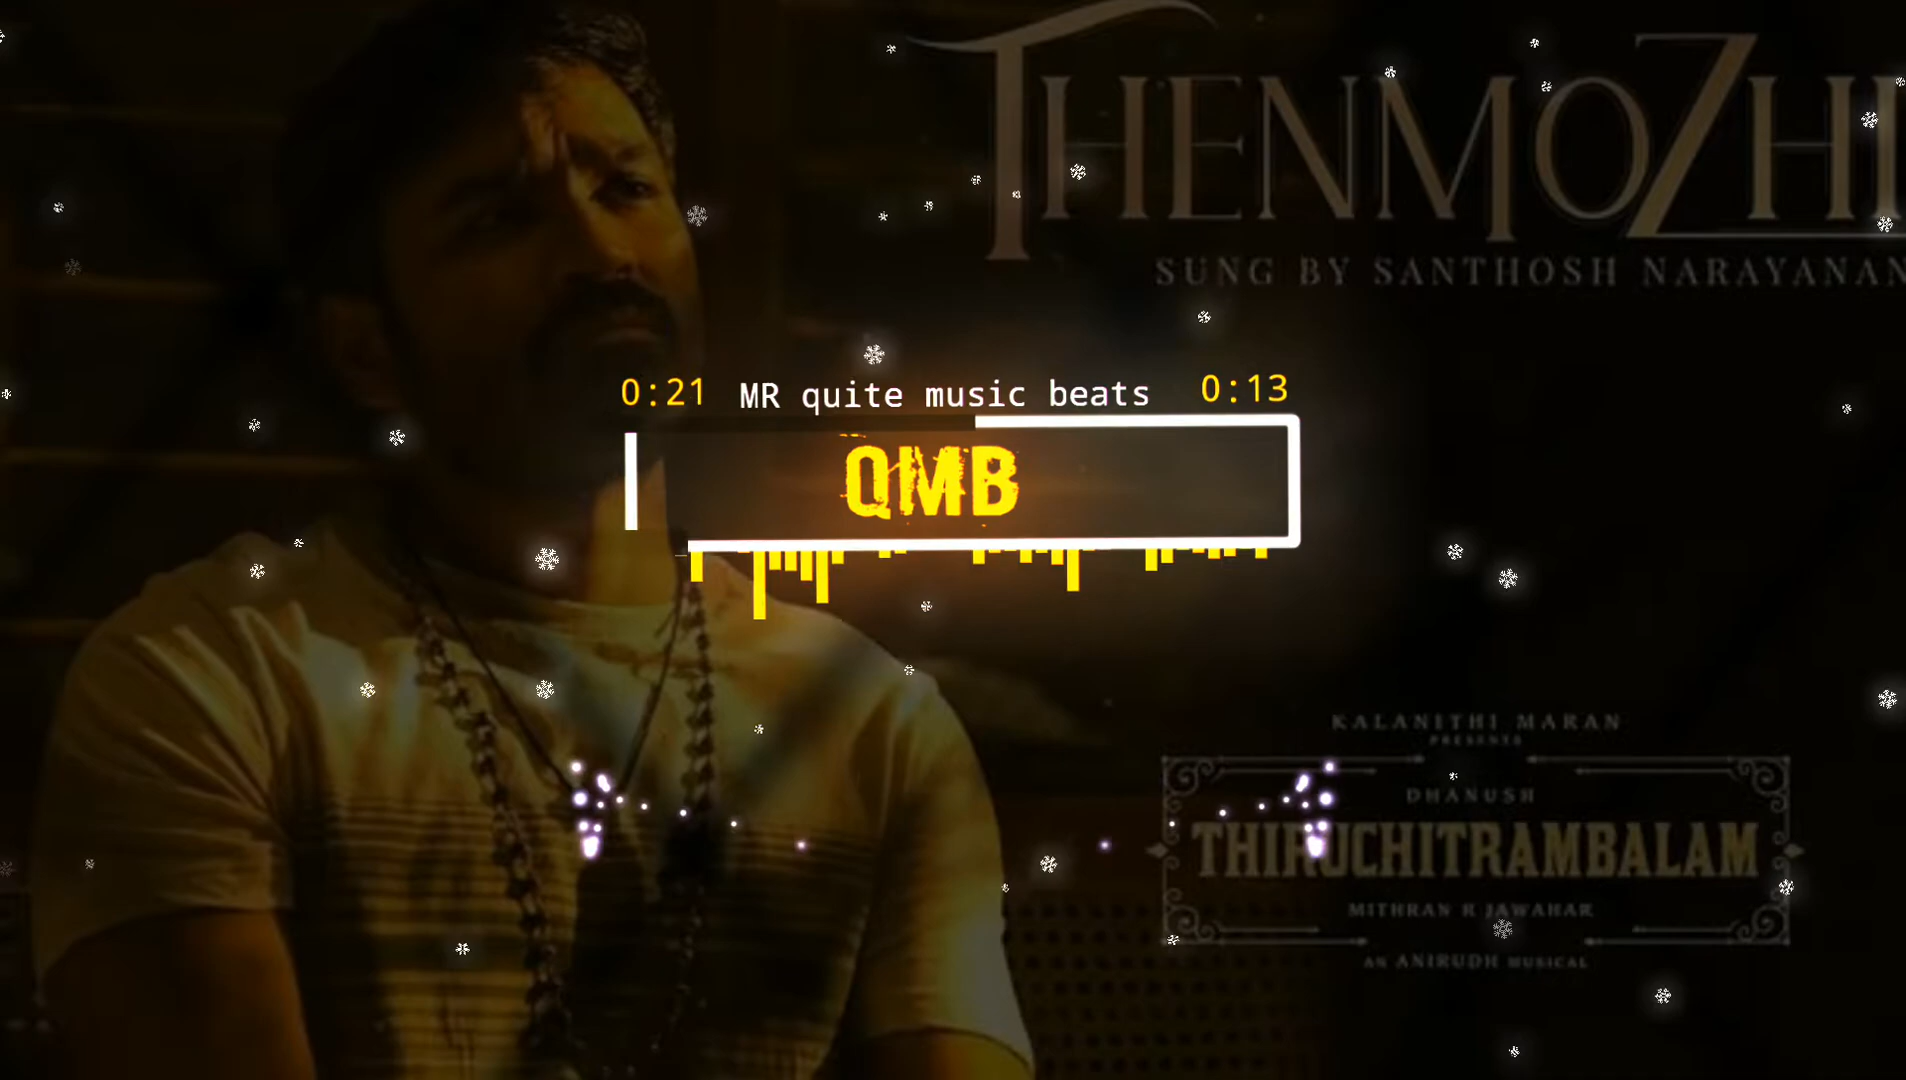 THENMOZHI
SUNG BY SANTHOSH NARAYANAN
0:21 MR quite music beats 0:13
QMB
KALANITHI MARAN
PRESENTS
DHANUSH
THIRUCHITRAMBALAM
MITHRAN R JAWAHAR
AN ANIRUDH MUSICAL